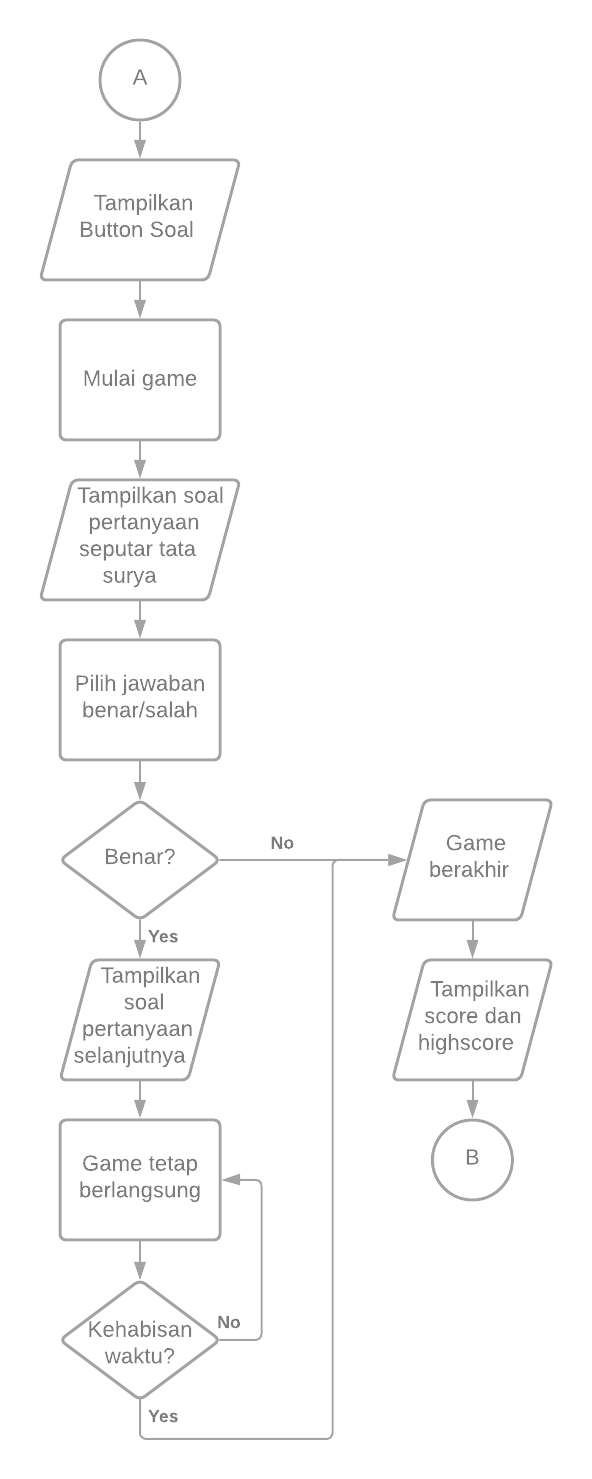 A
Tampilkan
Button Soal
Mulai game
Tampilkan soal
pertanyaan
seputar tata
surya
Pilih jawaban
benar/salah
Benar?
No
Yes
Tampilkan
soal
pertanyaan
selanjutnya
Game tetap
berlangsung
Kehabisan
waktu?
No
Yes
Game
berakhir
Tampilkan
score dan
highscore
B